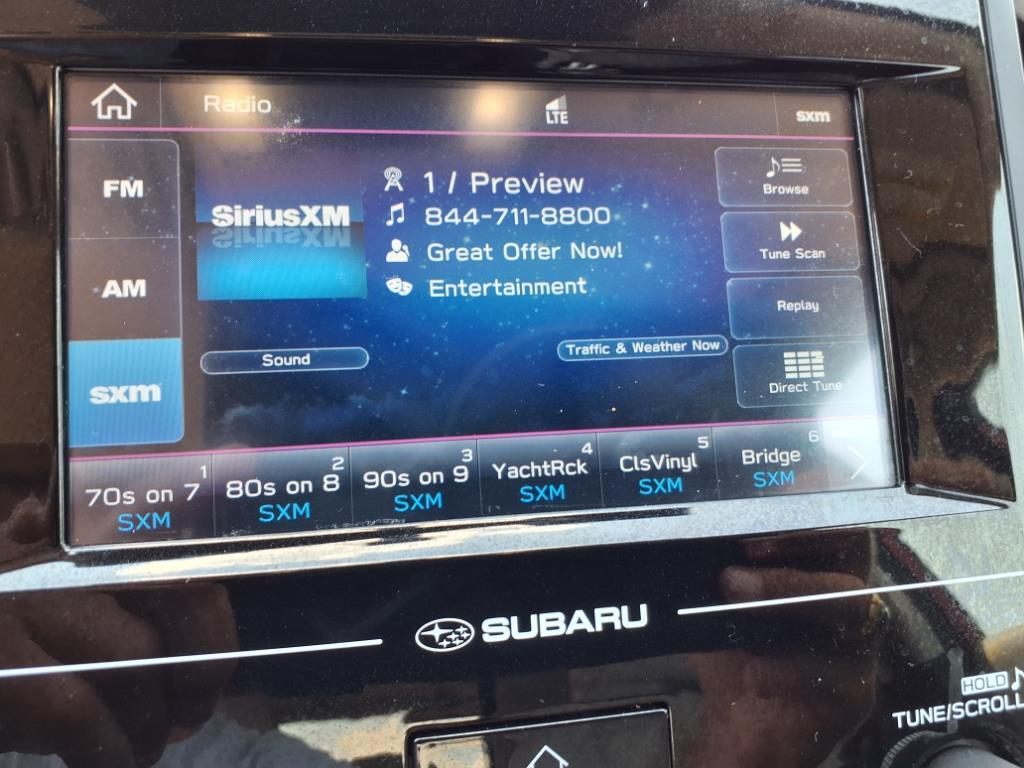 Radio
LTE
sxm
FM
AM
sxm
SiriusXM
1 / Preview
844-711-8800
Great Offer Now!
Entertainment
Sound
Traffic & Weather Now
Browse
Tune Scan
Replay
Direct Tune
1
70s on 7
SXM
2
80s on 8
SXM
3
90s on 9
SXM
4
YachtRck
SXM
5
ClsVinyl
SXM
6
Bridge
SXM
SUBARU
HOLD
TUNE/SCROLL